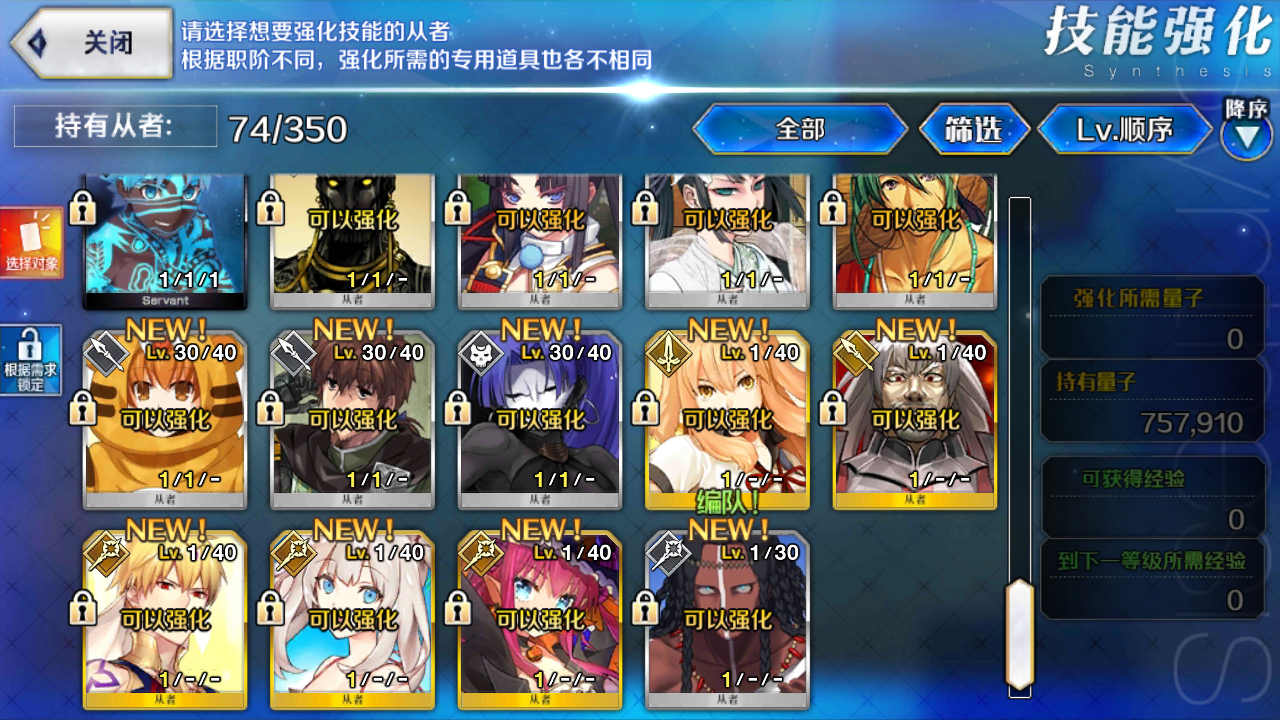 关闭
请选择想要强化技能的从者
根据职阶不同，强化所需的专用道具也各不相同
技能强化
Synthesis
持有从者:
74/350
全部
筛选
Lv.顺序
降序
选择对象
根据需求
锁定
1/1/1
Servant
可以强化
1/1/-
从者
可以强化
1/1/-
从者
可以强化
1/1/-
从者
可以强化
1/1/-
从者
NEW!
Lv. 30/40
可以强化
1/1/-
从者
NEW!
Lv. 30/40
可以强化
1/1/-
从者
NEW!
Lv. 30/40
可以强化
1/1/-
从者
NEW!
Lv. 1/40
可以强化
1/-/-
从者
编队!
NEW!
Lv. 1/40
可以强化
1/-/-
从者
NEW!
Lv. 1/40
可以强化
1/-/-
从者
NEW!
Lv. 1/40
可以强化
1/-/-
从者
NEW!
Lv. 1/40
可以强化
1/-/-
从者
NEW!
Lv. 1/30
可以强化
1/-/-
从者
强化所需量子
0
持有量子
757,910
可获得经验
0
到下一等级所需经验
0